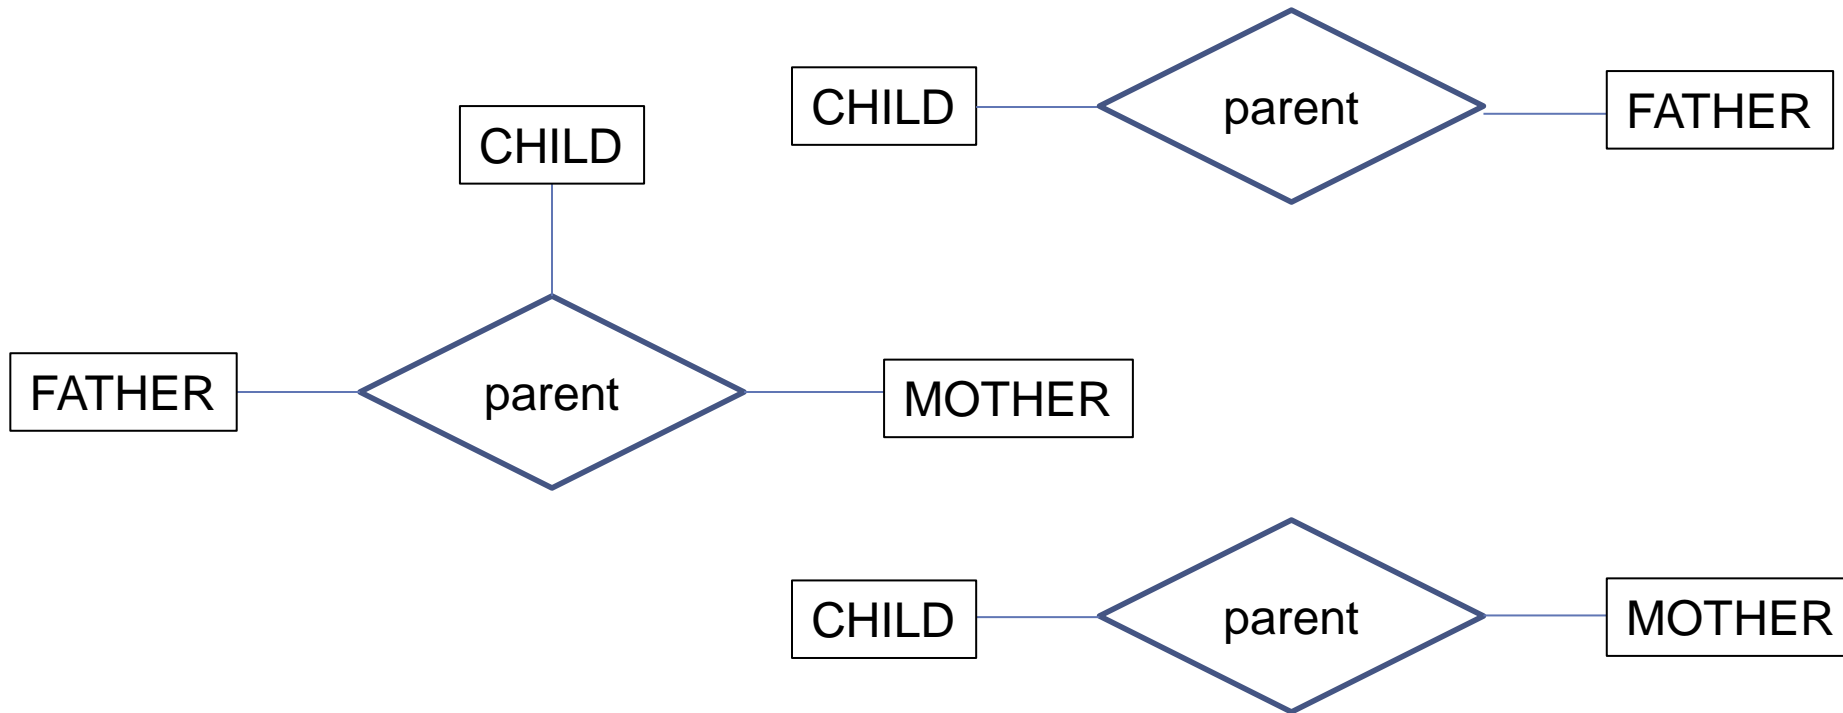 CHILD
FATHER
parent
MOTHER
CHILD
parent
FATHER
CHILD
parent
MOTHER